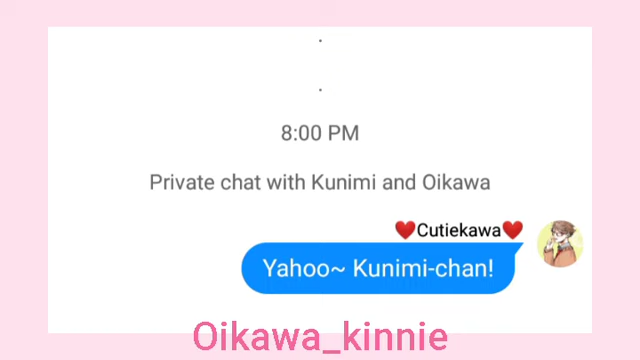 .
.
8:00 PM
Private chat with Kunimi and Oikawa
❤️Cutiekawa❤️
Yahoo~ Kunimi-chan!
Oikawa_kinnie